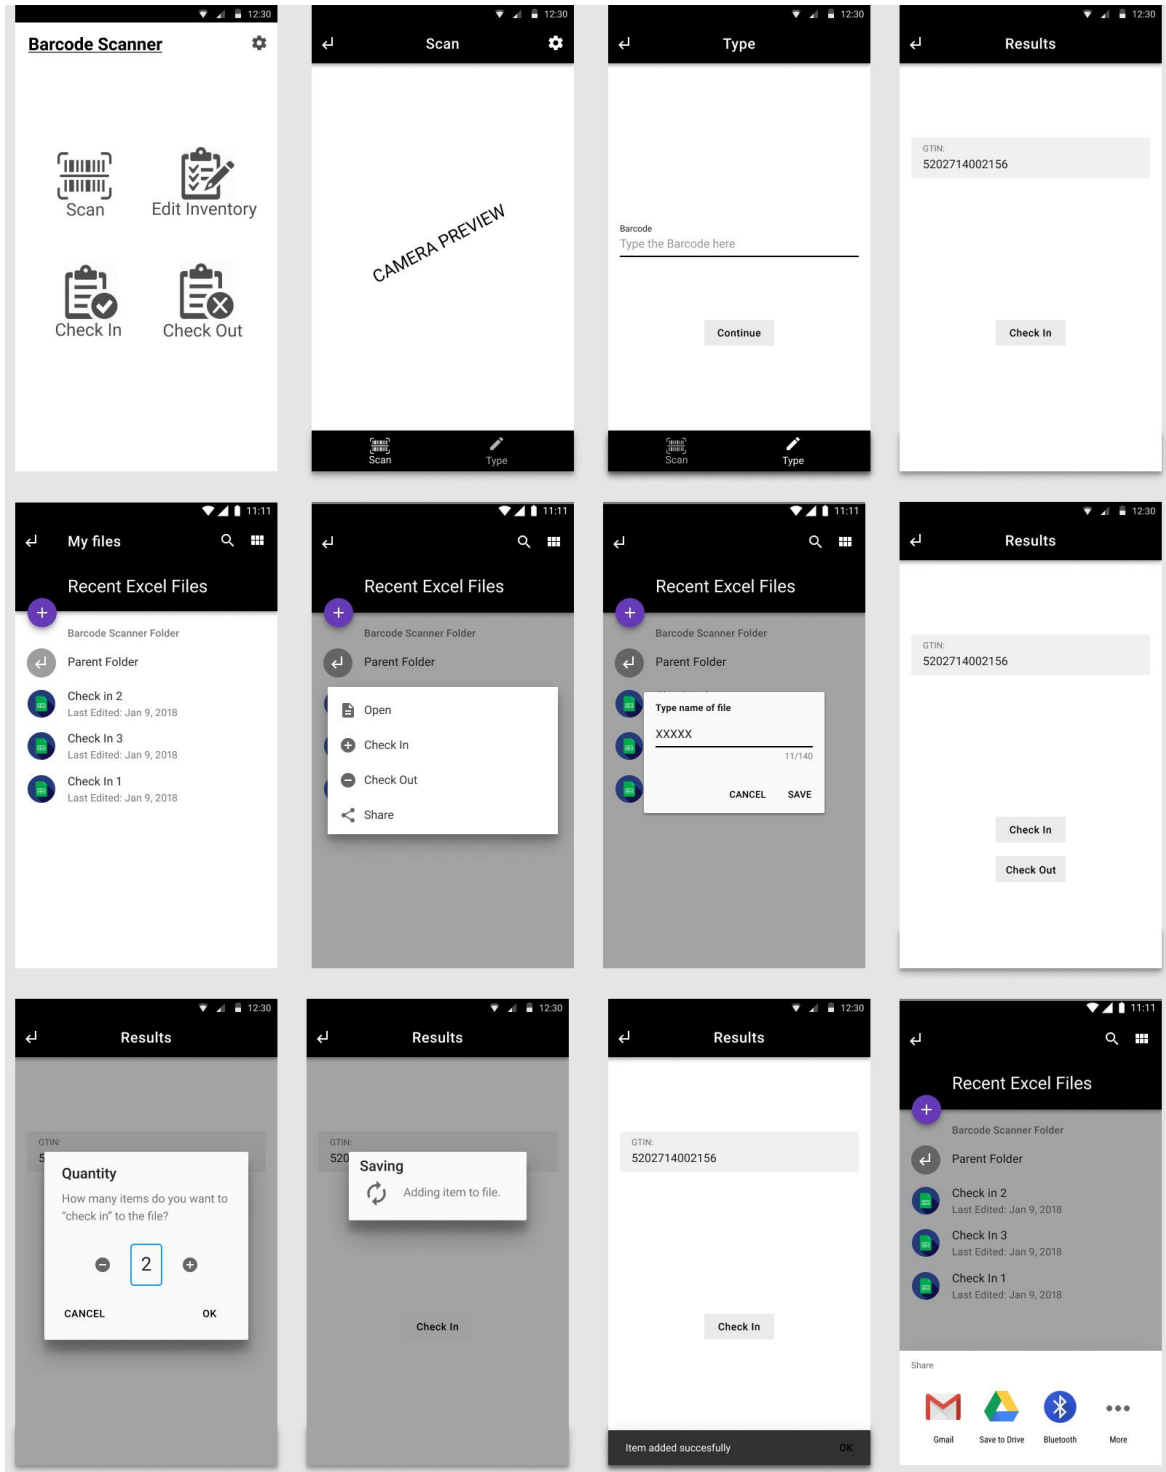 12:30
Barcode Scanner
Scan
Edit Inventory
Check In
Check Out
12:30
Scan
CAMERA PREVIEW
Scan
Type
12:30
Type
Barcode
Type the Barcode here
Continue
Scan
Type
12:30
Results
GTIN:
5202714002156
Check In
11:11
My files
Recent Excel Files
Barcode Scanner Folder
Parent Folder
Check in 2
Last Edited: Jan 9, 2018
Check In 3
Last Edited: Jan 9, 2018
Check In 1
Last Edited: Jan 9, 2018
11:11
Recent Excel Files
Barcode Scanner Folder
Parent Folder
Open
Check In
Check Out
Share
11:11
Recent Excel Files
Barcode Scanner Folder
Parent Folder
Type name of file
XXXXX
11/140
CANCEL SAVE
12:30
Results
GTIN:
5202714002156
Check In
Check Out
12:30
Results
GTIN:
5
Quantity
How many items do you want to
"check in" to the file?
2
CANCEL OK
12:30
Results
GTIN:
520
Saving
Adding item to file.
Check In
12:30
Results
GTIN:
5202714002156
Check In
Item added succesfully OK
11:11
Recent Excel Files
Barcode Scanner Folder
Parent Folder
Check in 2
Last Edited: Jan 9, 2018
Check In 3
Last Edited: Jan 9, 2018
Check In 1
Last Edited: Jan 9, 2018
Share
Gmail Save to Drive Bluetooth More